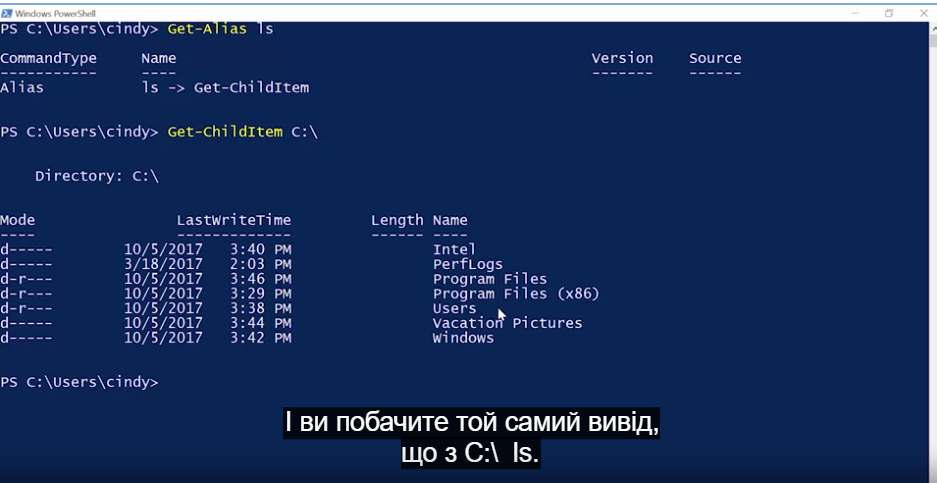 Windows PowerShell
PS C:\Users\cindy> Get-Alias ls
CommandType Name Version Source
----------- ---- ------- ------
Alias ls -> Get-ChildItem
PS C:\Users\cindy> Get-ChildItem C:\
Directory: C:\
Mode LastWriteTime Length Name
---- ------------- ------ ----
d----- 10/5/2017 3:40 PM Intel
d----- 3/18/2017 2:03 PM PerfLogs
d-r--- 10/5/2017 3:46 PM Program Files
d-r--- 10/5/2017 3:29 PM Program Files (x86)
d-r--- 10/5/2017 3:38 PM Users
d----- 10/5/2017 3:44 PM Vacation Pictures
d----- 10/5/2017 3:42 PM Windows
PS C:\Users\cindy>
І ви побачите той самий вивід,
що з C:\ ls.